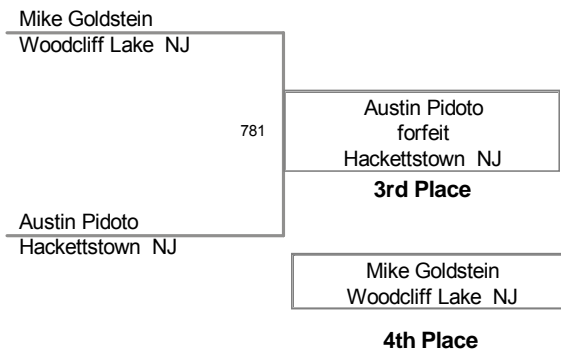 Mike Goldstein
Woodcliff Lake  NJ
781
Austin Pidoto
forfeit
Hackettstown  NJ
3rd Place
Austin Pidoto
Hackettstown  NJ
Mike Goldstein
Woodcliff Lake  NJ
4th Place